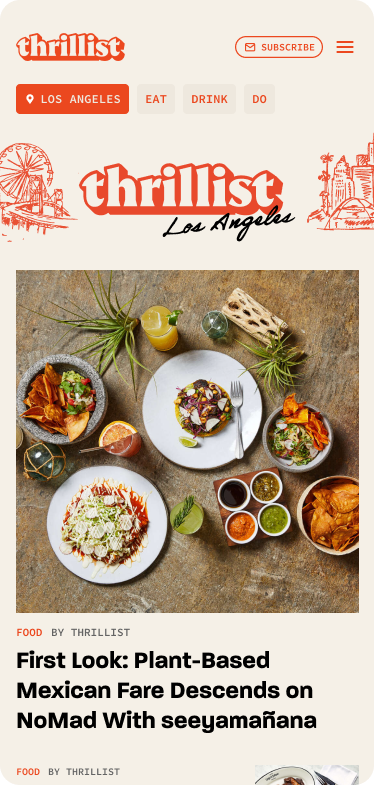 thrillist
SUBSCRIBE
LOS ANGELES
EAT
DRINK
DO
thrillist
Los Angeles
FOOD BY THRILLIST
First Look: Plant-Based
Mexican Fare Descends on
NoMad With seeyamañana
FOOD BY THRILLIST